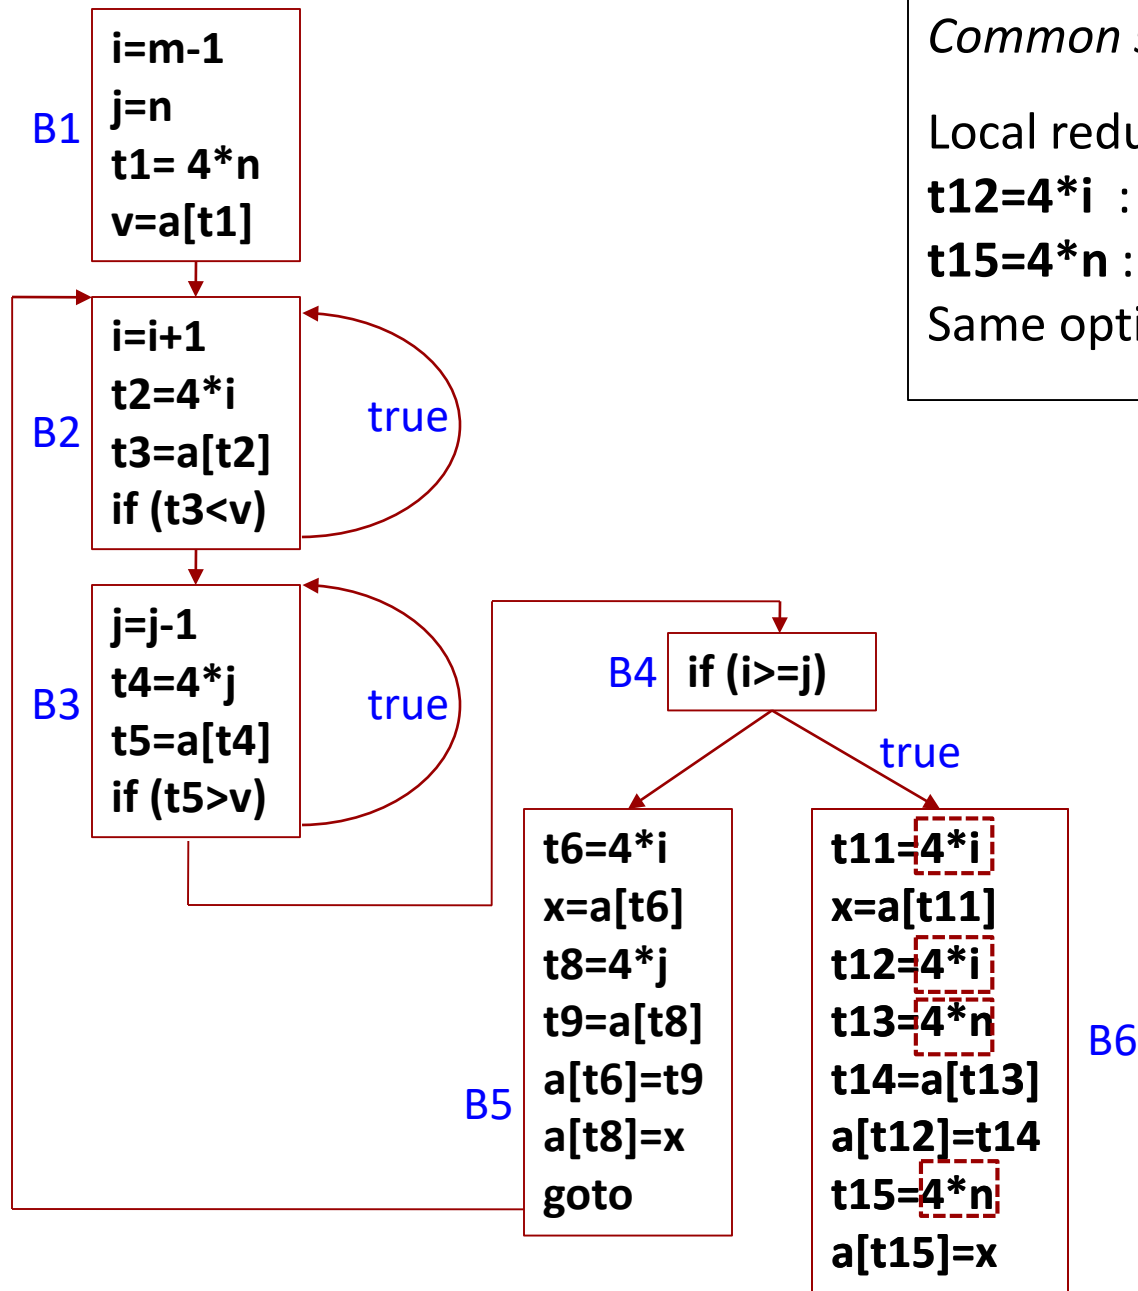 B1
i=m-1
j=n
t1= 4*n
v=a[t1]
Common
Local
t12=4*i :
t15=4*n :
Same
B2
i=i+1
t2=4*i
t3=a[t2]
if (t3<v)
true
B3
j=j-1
t4=4*j
t5=a[t4]
if (t5>v)
true
B4
if (i>=j)
true
B5
t6=4*i
x=a[t6]
t8=4*j
t9=a[t8]
a[t6]=t9
a[t8]=x
goto
t11=4*i
x=a[t11]
t12=4*i
t13=4*n
t14=a[t13]
a[t12]=t14
t15=4*n
a[t15]=x
B6